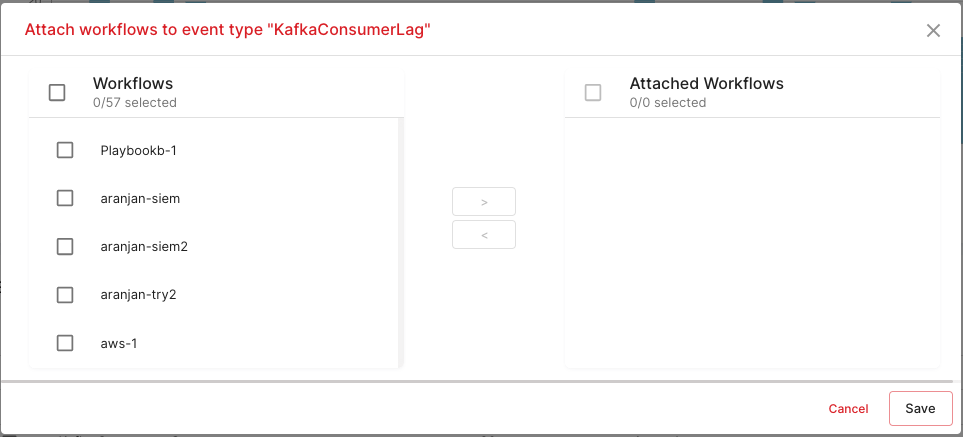 Attach workflows to event type "KafkaConsumerLag"
Workflows
0/57 selected
Playbookb-1
aranjan-siem
aranjan-siem2
aranjan-try2
aws-1
>
<
Attached Workflows
0/0 selected
Cancel
Save